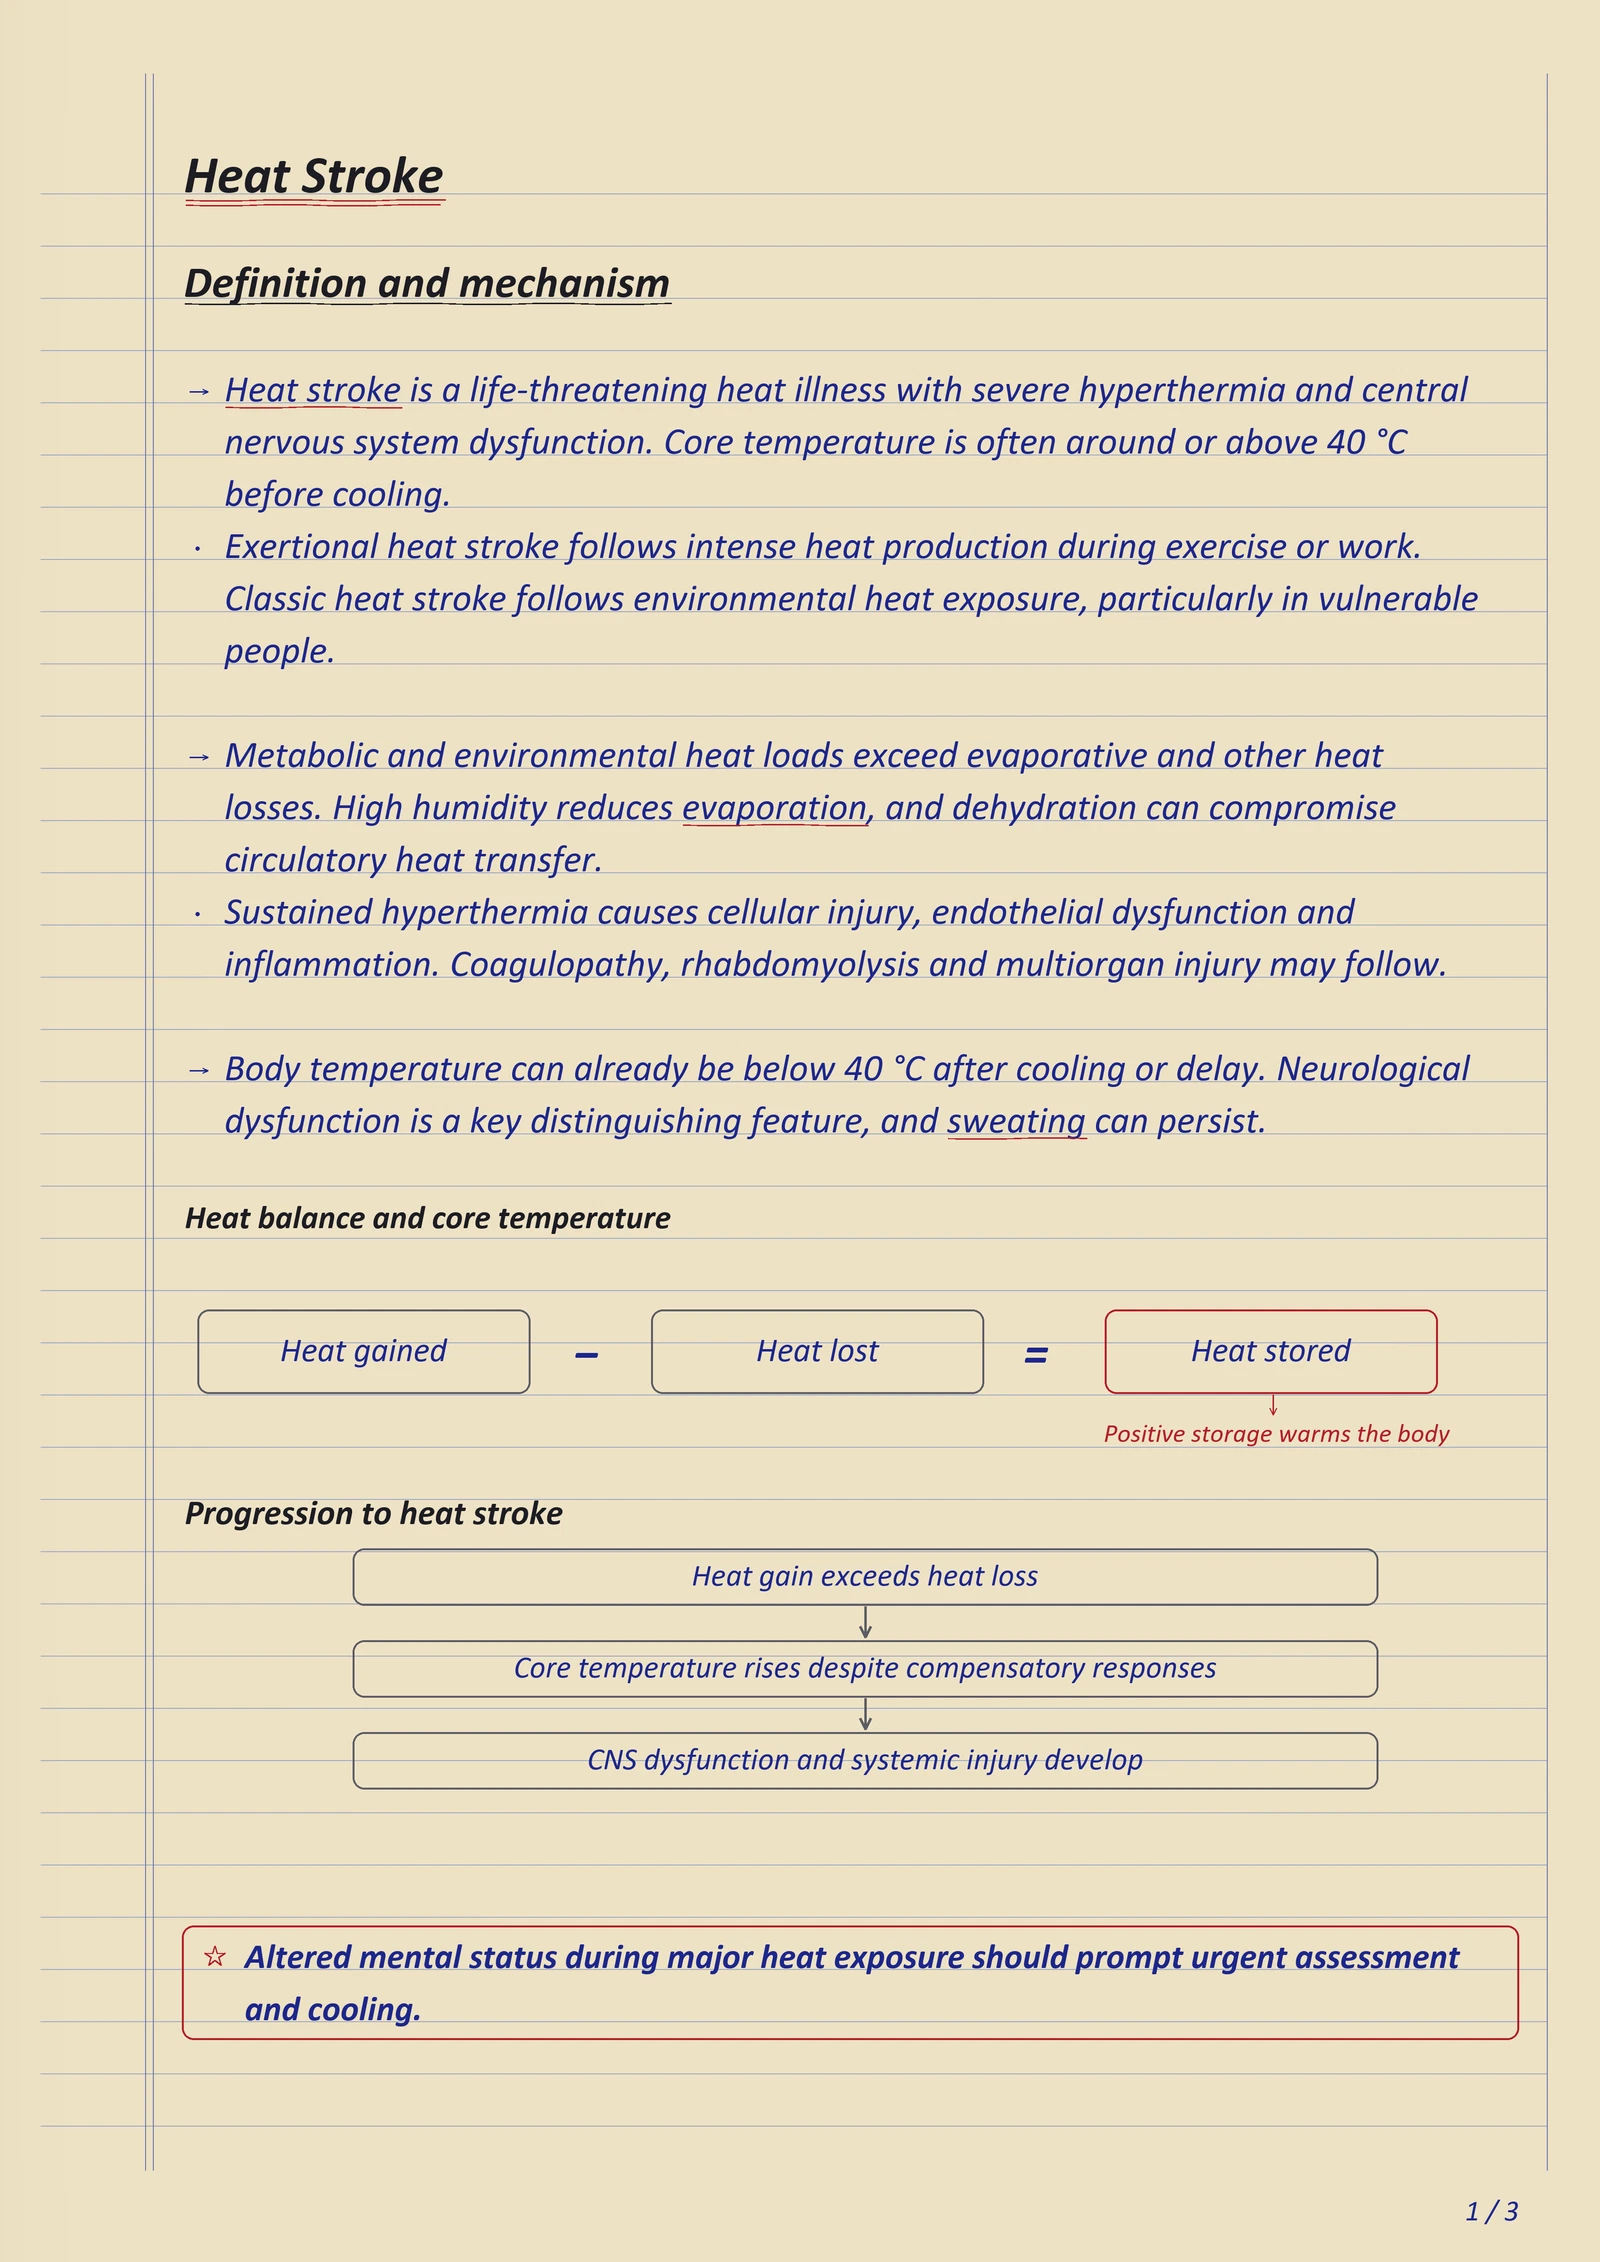 Heat Stroke
Definition and mechanism
→ Heat stroke is a life-threatening heat illness with severe hyperthermia and central
nervous system dysfunction. Core temperature is often around or above 40 °C
before cooling.
· Exertional heat stroke follows intense heat production during exercise or work.
Classic heat stroke follows environmental heat exposure, particularly in vulnerable
people.
→ Metabolic and environmental heat loads exceed evaporative and other heat
losses. High humidity reduces evaporation, and dehydration can compromise
circulatory heat transfer.
· Sustained hyperthermia causes cellular injury, endothelial dysfunction and
inflammation. Coagulopathy, rhabdomyolysis and multiorgan injury may follow.
→ Body temperature can already be below 40 °C after cooling or delay. Neurological
dysfunction is a key distinguishing feature, and sweating can persist.
Heat balance and core temperature
Heat gained – Heat lost = Heat stored
↓
Positive storage warms the body
Progression to heat stroke
Heat gain exceeds heat loss
↓
Core temperature rises despite compensatory responses
↓
CNS dysfunction and systemic injury develop
☆ Altered mental status during major heat exposure should prompt urgent assessment
and cooling.
1 / 3